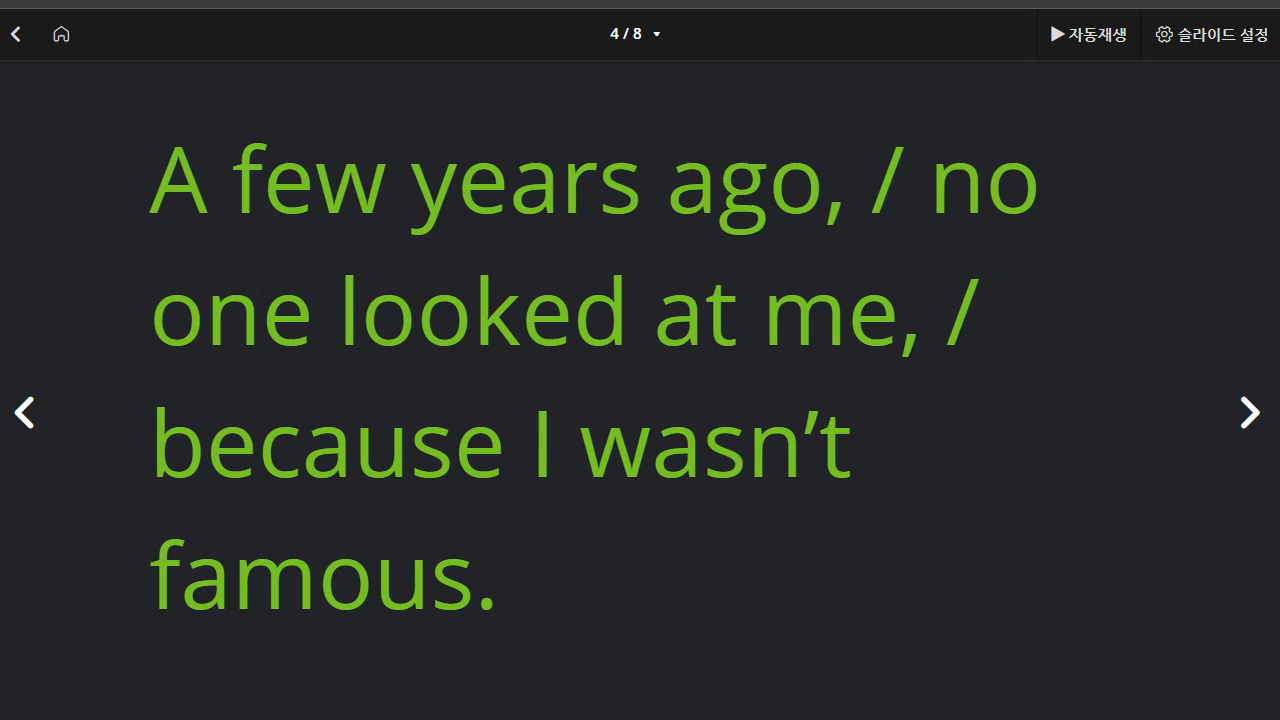 4 / 8
자동재생
슬라이드 설정
A few years ago, / no
one looked at me, /
because I wasn’t
famous.